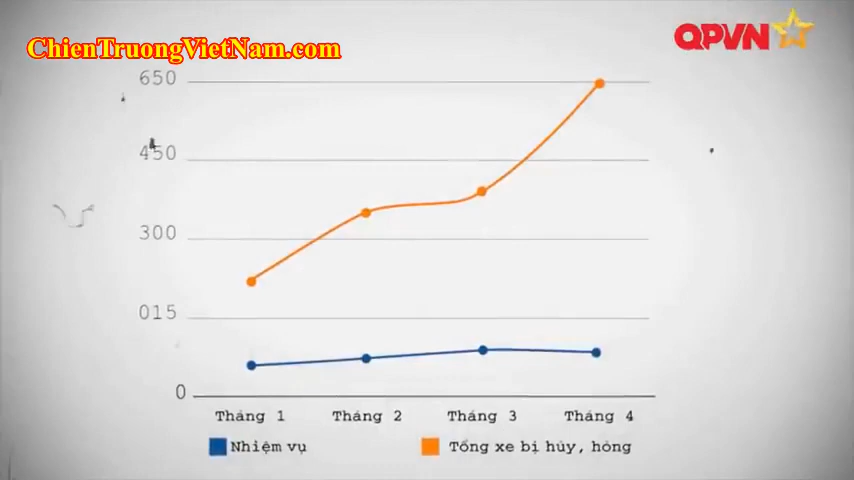 ChienTruongVietNam.com
QPVN
650
450
300
015
0
Tháng 1 Tháng 2 Tháng 3 Tháng 4
Nhiệm vụ Tổng xe bị hủy, hỏng